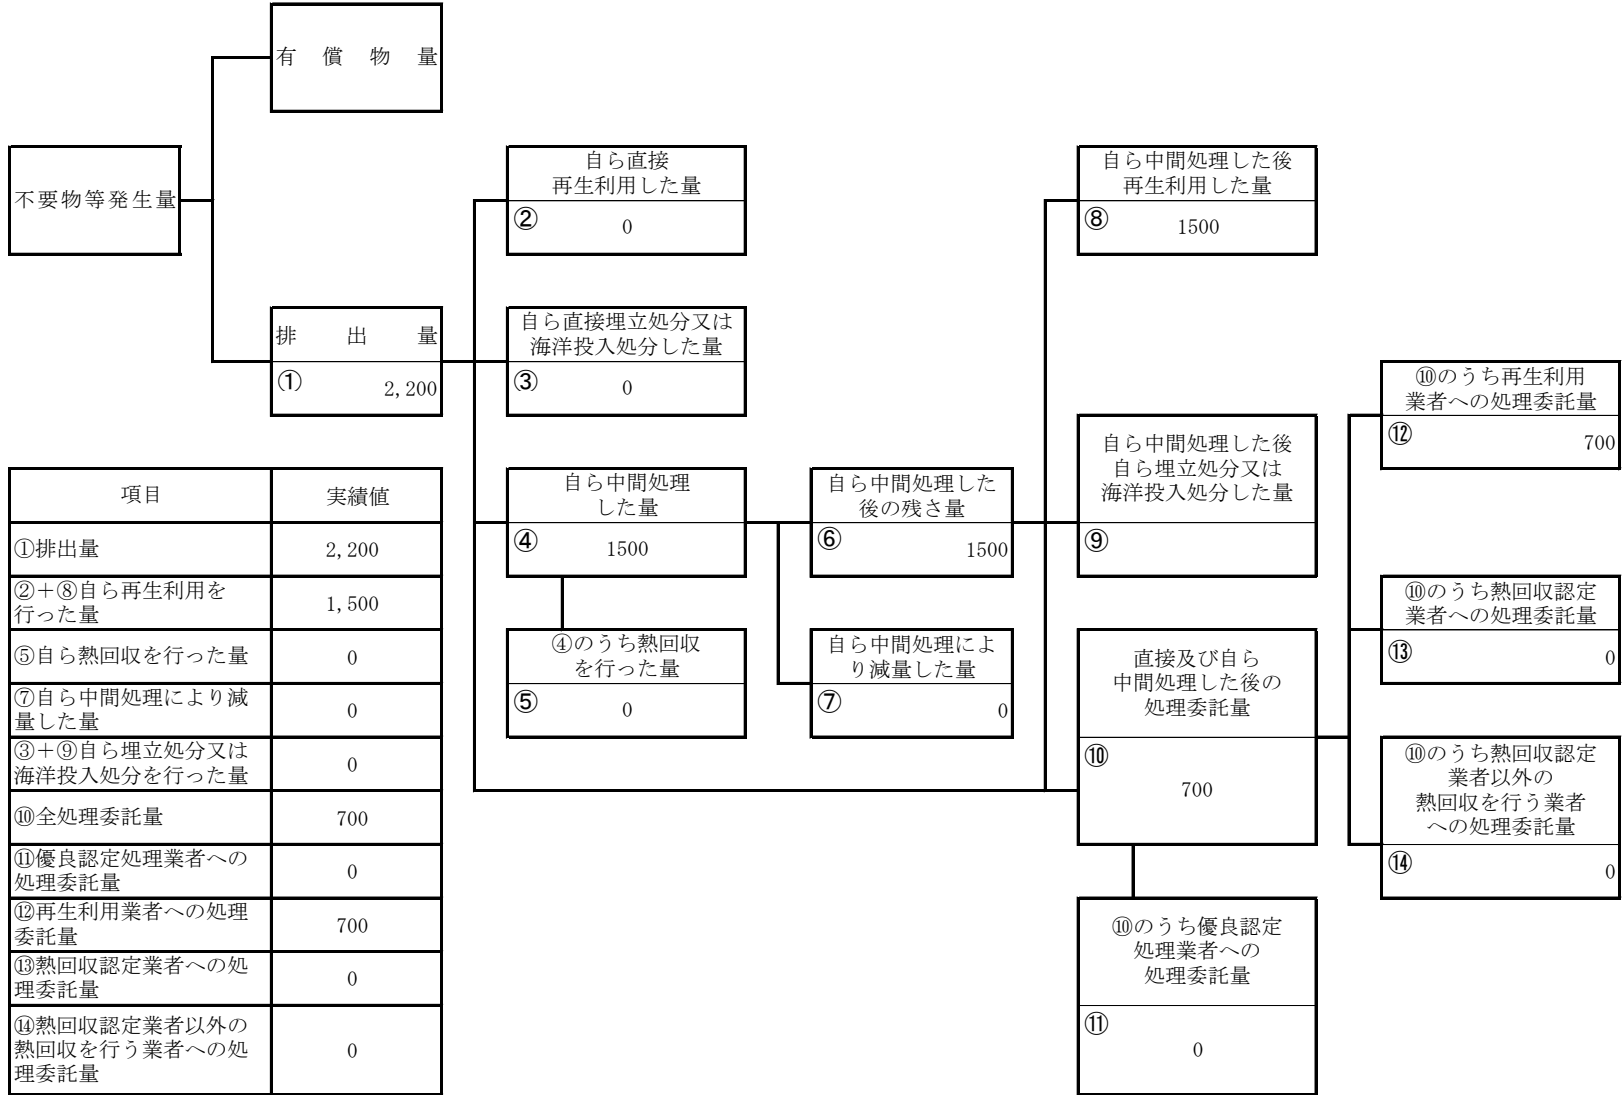 有償物量
不要物等発生量
排出量
① 2,200
自ら直接
再生利用した量
② 0
自ら直接埋立処分又は
海洋投入処分した量
③ 0
自ら中間処理
した量
④ 1500
④のうち熱回収
を行った量
⑤ 0
自ら中間処理した
後の残さ量
⑥ 1500
自ら中間処理によ
り減量した量
⑦ 0
自ら中間処理した後
再生利用した量
⑧ 1500
自ら中間処理した後
自ら埋立処分又は
海洋投入処分した量
⑨
直接及び自ら
中間処理した後の
処理委託量
⑩
700
⑩のうち優良認定
処理業者への
処理委託量
⑪
0
⑩のうち再生利用
業者への処理委託量
⑫ 700
⑩のうち熱回収認定
業者への処理委託量
⑬ 0
⑩のうち熱回収認定
業者以外の
熱回収を行う業者
への処理委託量
⑭ 0
項目 実績値
①排出量 2,200
②+⑧自ら再生利用を
行った量 1,500
⑤自ら熱回収を行った量 0
⑦自ら中間処理により減
量した量 0
③+⑨自ら埋立処分又は
海洋投入処分を行った量 0
⑩全処理委託量 700
⑪優良認定処理業者への
処理委託量 0
⑫再生利用業者への処理
委託量 700
⑬熱回収認定業者への処
理委託量 0
⑭熱回収認定業者以外の
熱回収を行う業者への処
理委託量 0